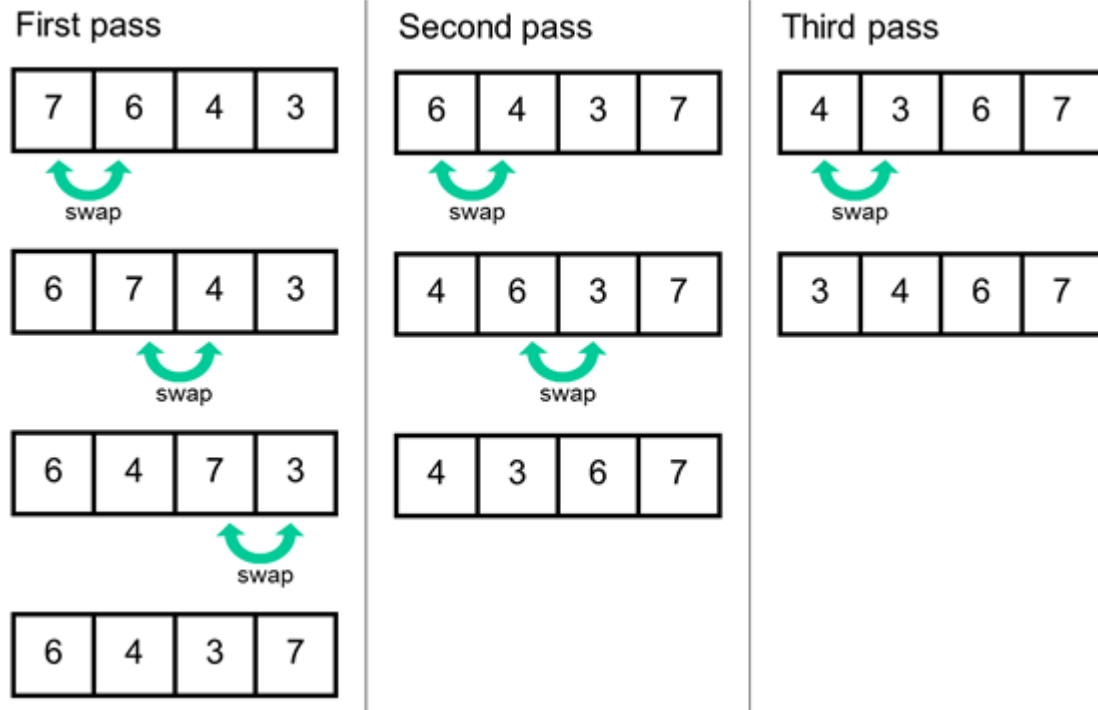 First pass
7 6 4 3
swap
6 7 4 3
swap
6 4 7 3
swap
6 4 3 7
Second pass
6 4 3 7
swap
4 6 3 7
swap
4 3 6 7
Third pass
4 3 6 7
swap
3 4 6 7